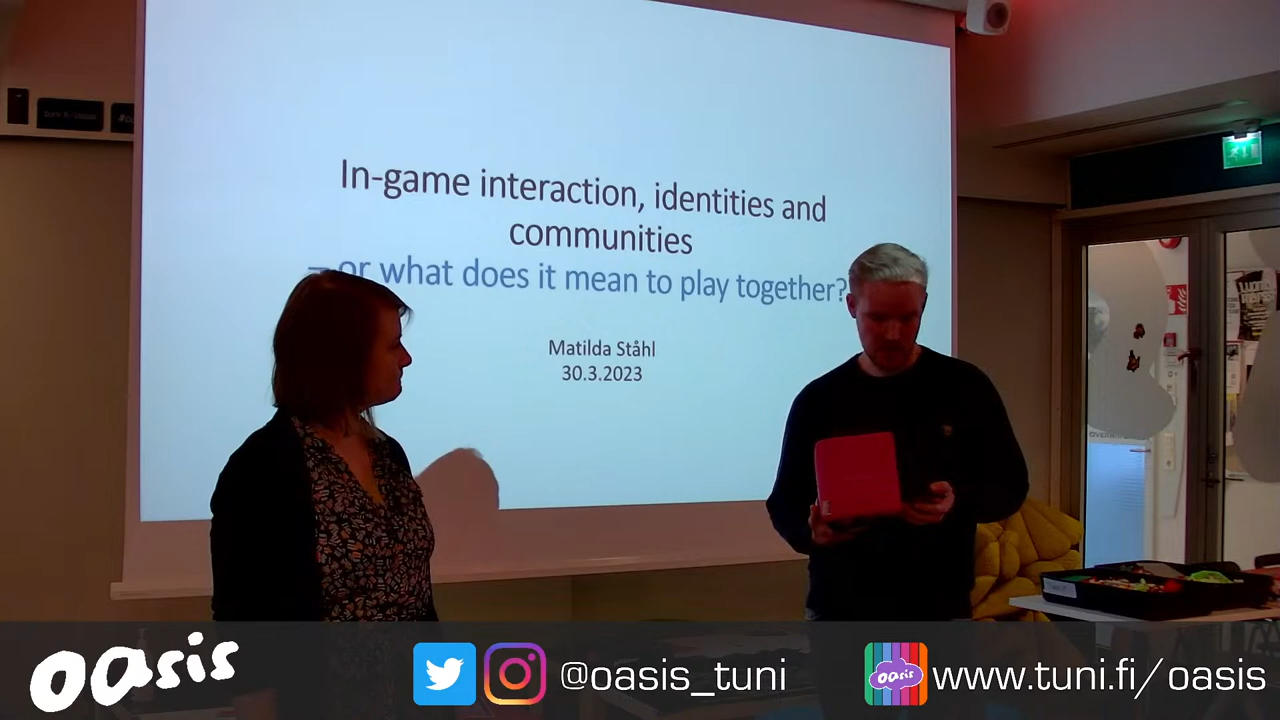 In-game interaction, identities and
communities
– or what does it mean to play together?
Matilda Ståhl
30.3.2023
oasis
@oasis_tuni
oasis
www.tuni.fi/oasis